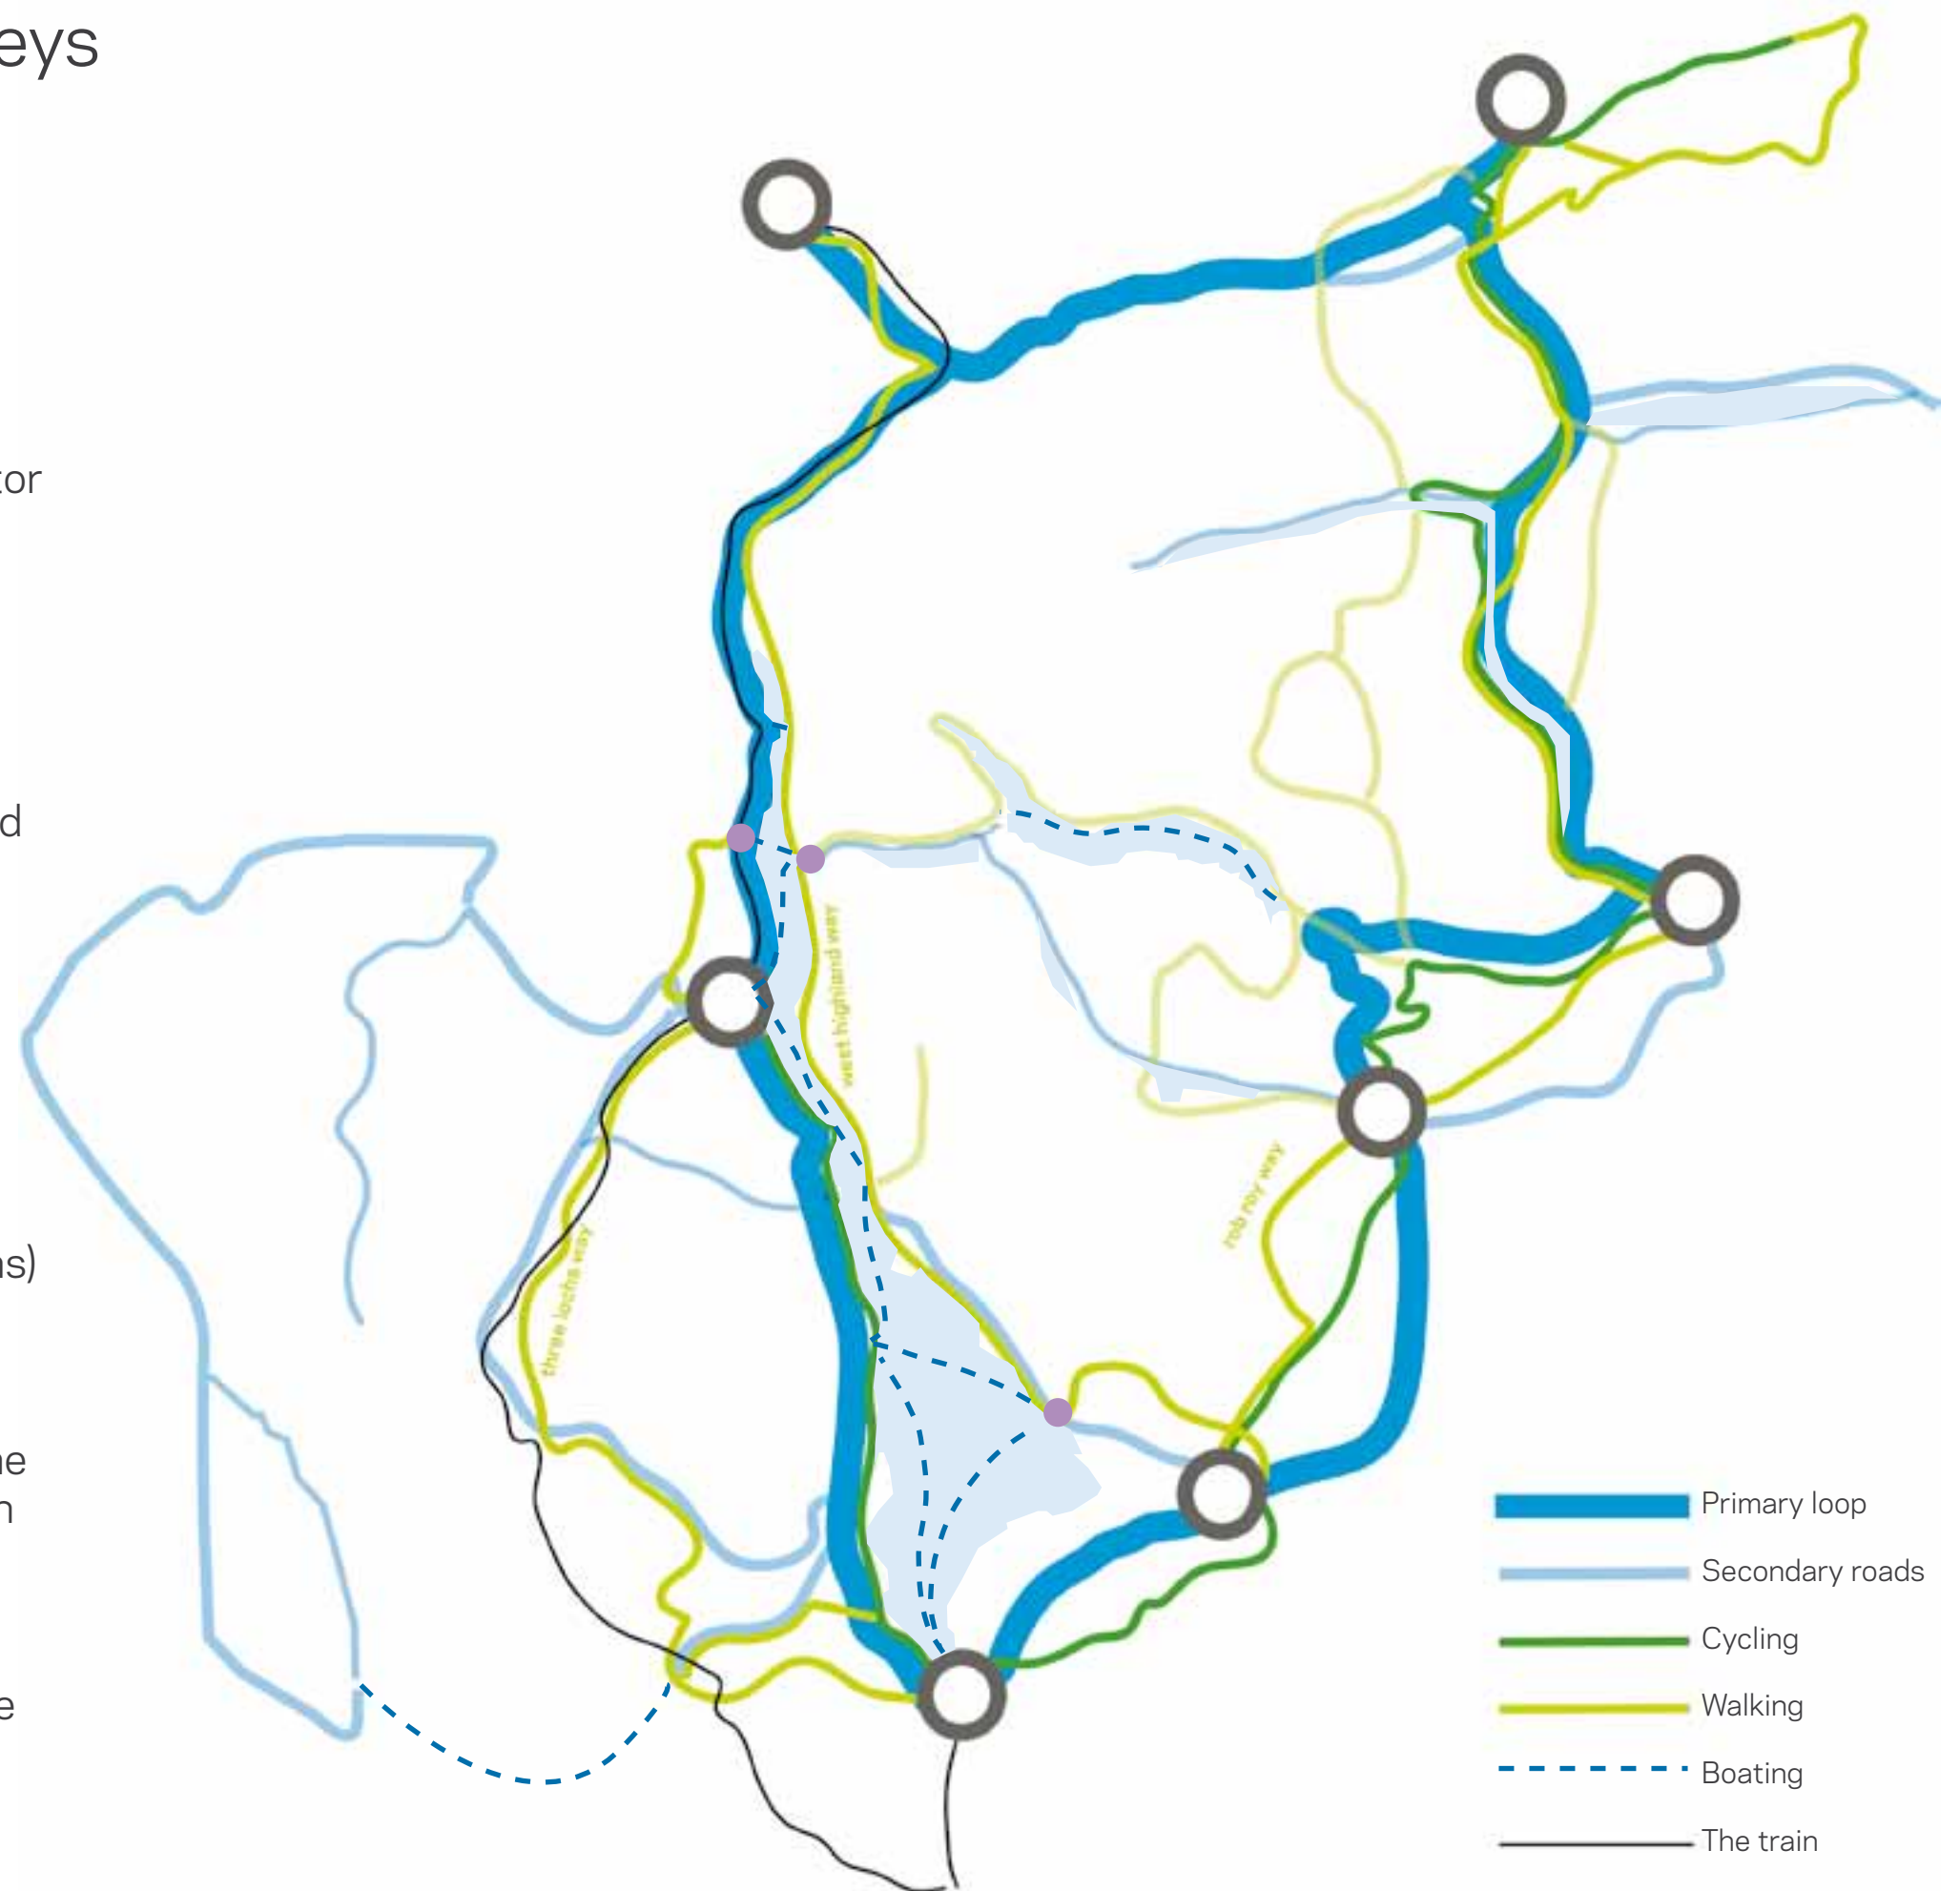 eys
tor
d
ns)
ne
n
e
west highland way
rob roy way
three lochs way
Primary loop
Secondary roads
Cycling
Walking
Boating
The train